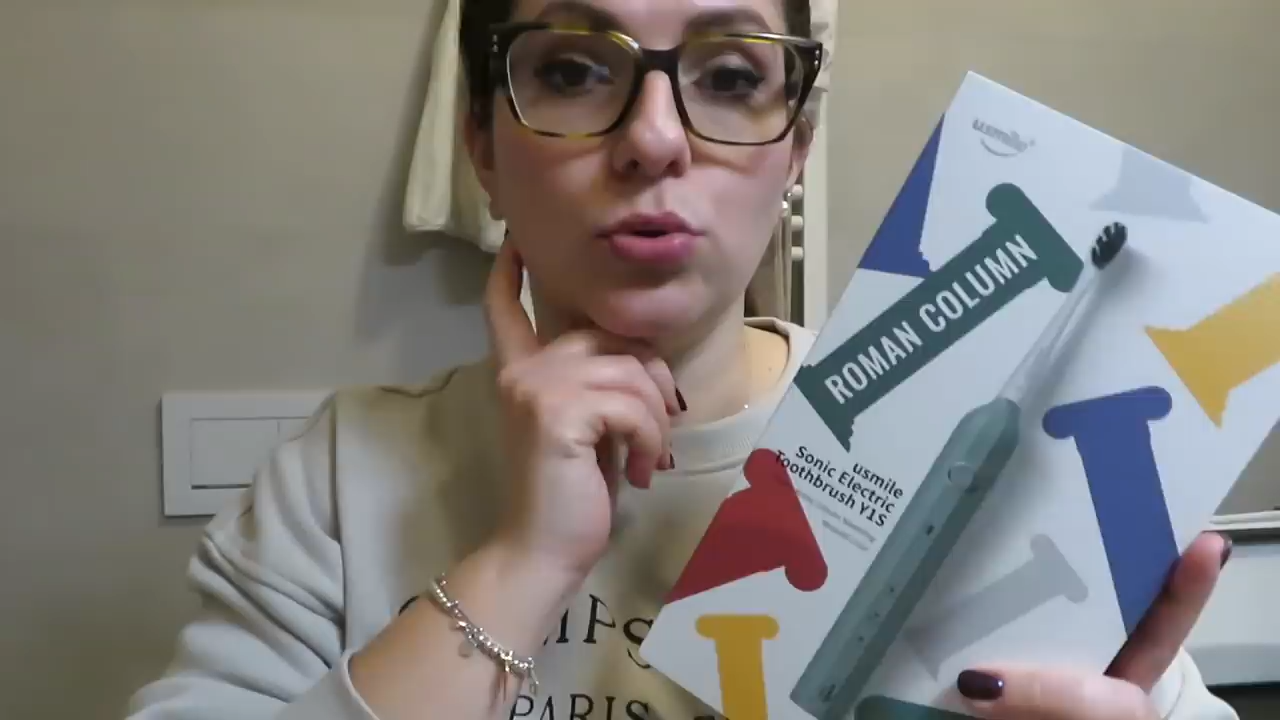 usmile
ROMAN COLUMN
usmile
Sonic Electric
Toothbrush Y1S
PARIS